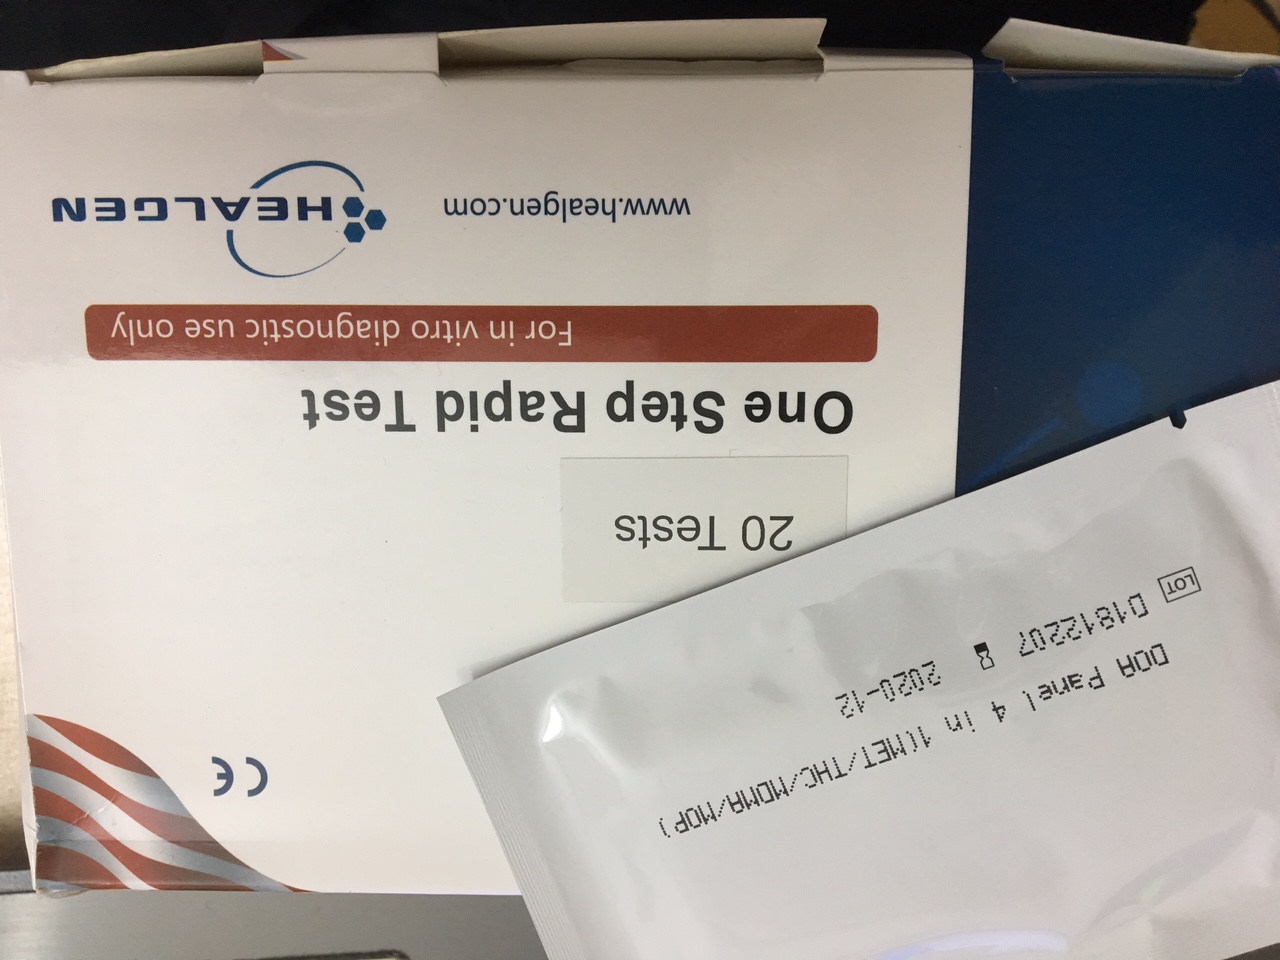 CE
20 Tests
One Step Rapid Test
For in vitro diagnostic use only
www.healgen.com
HEALGEN
DOA Panel 4 in 1(MET/THC/MDMA/MOP)
LOT D1812207 2020-12